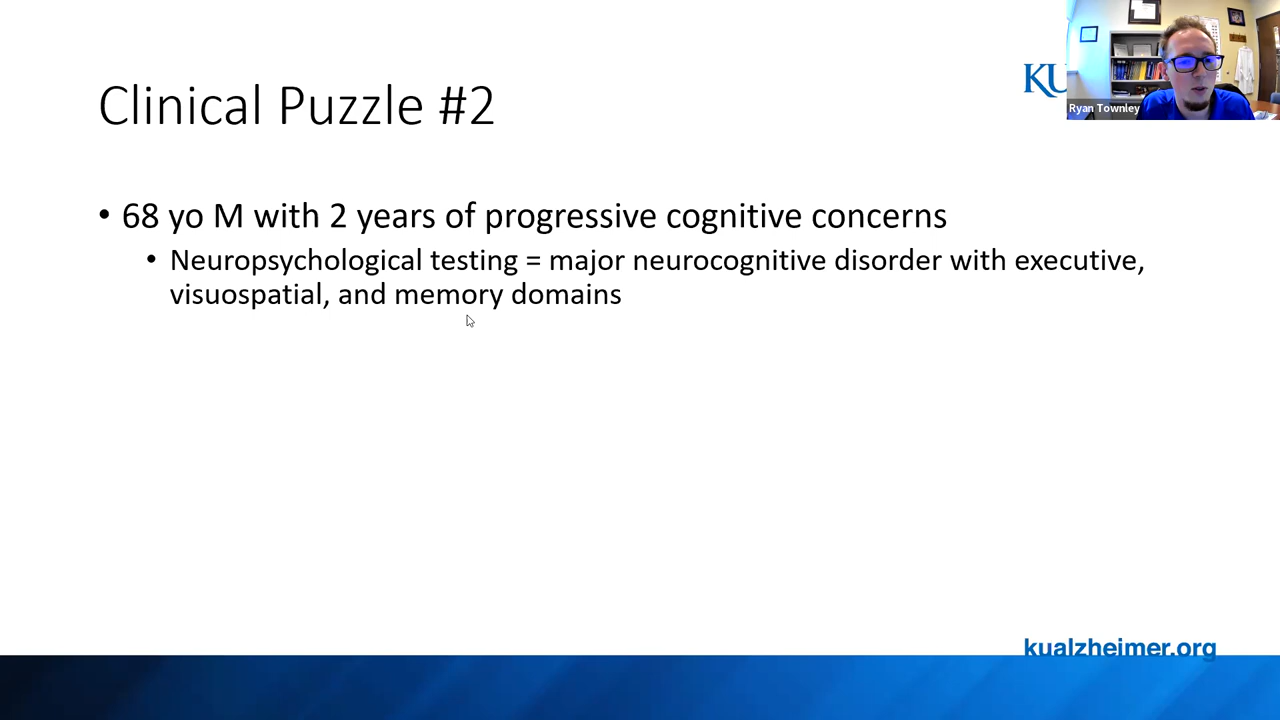 Clinical Puzzle #2
KU
Ryan Townley
• 68 yo M with 2 years of progressive cognitive concerns
• Neuropsychological testing = major neurocognitive disorder with executive,
visuospatial, and memory domains
kualzheimer.org